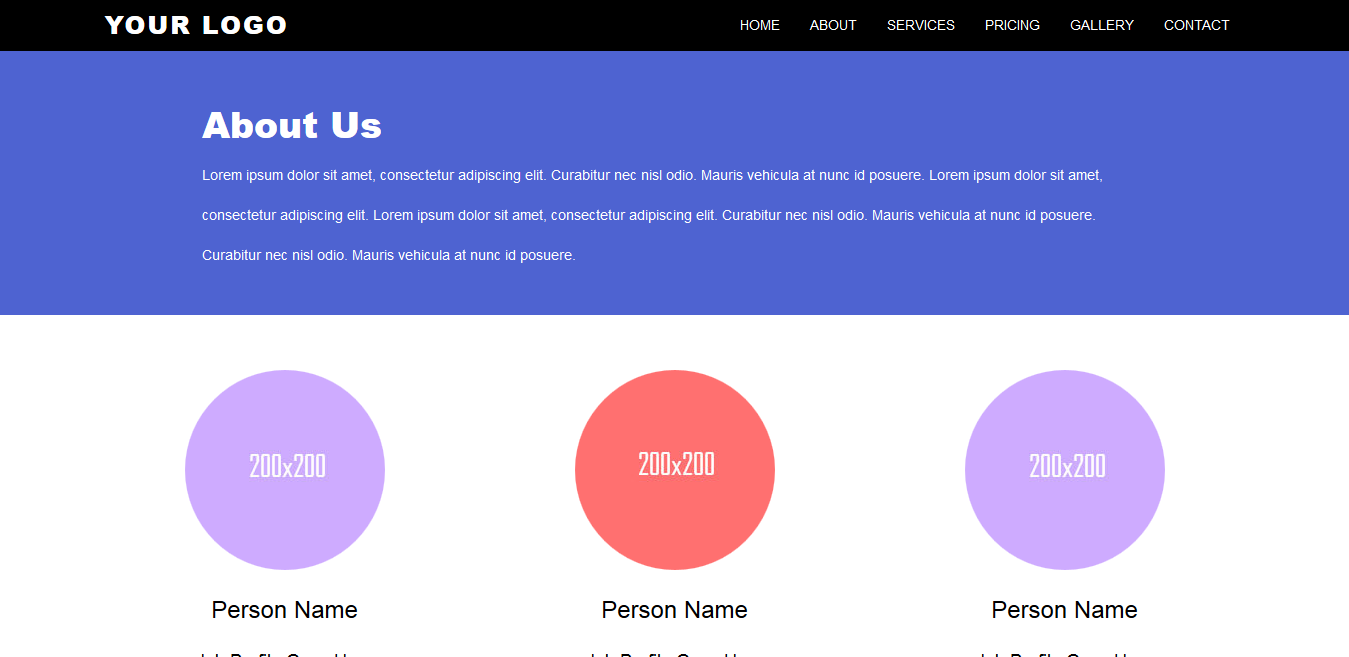 YOUR LOGO
HOME ABOUT SERVICES PRICING GALLERY CONTACT
About Us
Lorem ipsum dolor sit amet, consectetur adipiscing elit. Curabitur nec nisl odio. Mauris vehicula at nunc id posuere. Lorem ipsum dolor sit amet,
consectetur adipiscing elit. Lorem ipsum dolor sit amet, consectetur adipiscing elit. Curabitur nec nisl odio. Mauris vehicula at nunc id posuere.
Curabitur nec nisl odio. Mauris vehicula at nunc id posuere.
200x200 200x200 200x200
Person Name Person Name Person Name